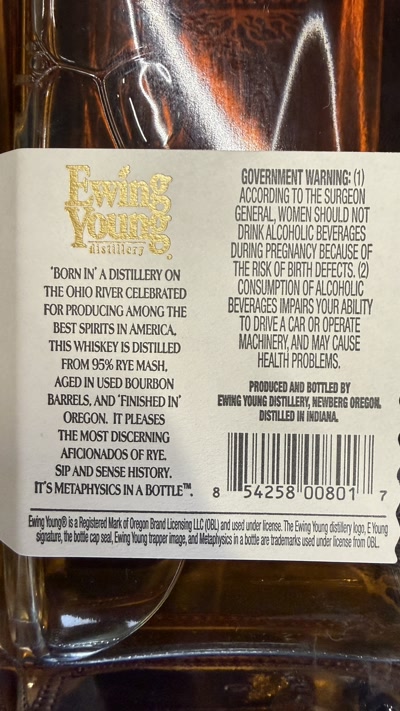 Ewing
Young
distillery
'BORN IN' A DISTILLERY ON
THE OHIO RIVER CELEBRATED
FOR PRODUCING AMONG THE
BEST SPIRITS IN AMERICA,
THIS WHISKEY IS DISTILLED
FROM 95% RYE MASH,
AGED IN USED BOURBON
BARRELS, AND 'FINISHED IN'
OREGON. IT PLEASES
THE MOST DISCERNING
AFICIONADOS OF RYE.
SIP AND SENSE HISTORY.
IT'S METAPHYSICS IN A BOTTLE™.
GOVERNMENT WARNING: (1)
ACCORDING TO THE SURGEON
GENERAL, WOMEN SHOULD NOT
DRINK ALCOHOLIC BEVERAGES
DURING PREGNANCY BECAUSE OF
THE RISK OF BIRTH DEFECTS. (2)
CONSUMPTION OF ALCOHOLIC
BEVERAGES IMPAIRS YOUR ABILITY
TO DRIVE A CAR OR OPERATE
MACHINERY, AND MAY CAUSE
HEALTH PROBLEMS.
PRODUCED AND BOTTLED BY
EWING YOUNG DISTILLERY, NEWBERG OREGON.
DISTILLED IN INDIANA.
8 54258 00801 7
Ewing Young® is a Registered Mark of Oregon Brand Licensing LLC (OBL) and used under license. The Ewing Young distillery logo, E Young
signature, the bottle cap seal, Ewing Young trapper image, and Metaphysics in a bottle are trademarks used under license from OBL.